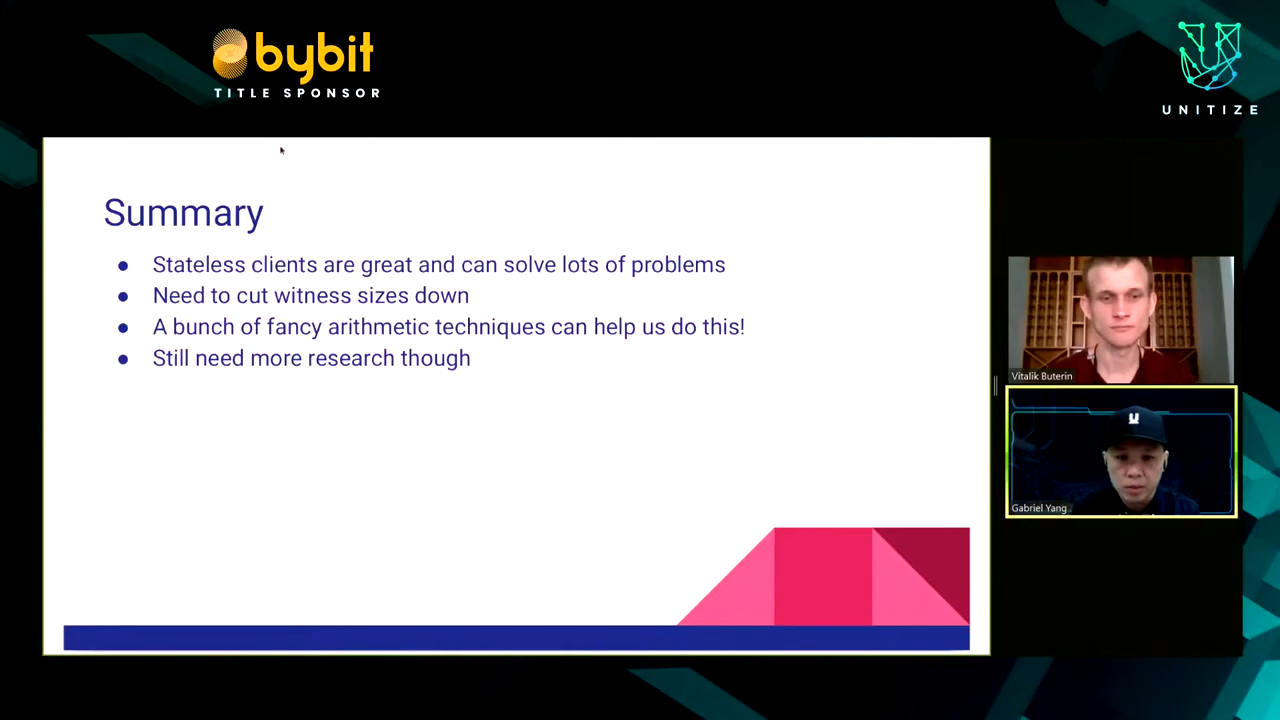 bybit
TITLE SPONSOR
UNITIZE
Summary
● Stateless clients are great and can solve lots of problems
● Need to cut witness sizes down
● A bunch of fancy arithmetic techniques can help us do this!
● Still need more research though
Vitalik Buterin
Gabriel Yang